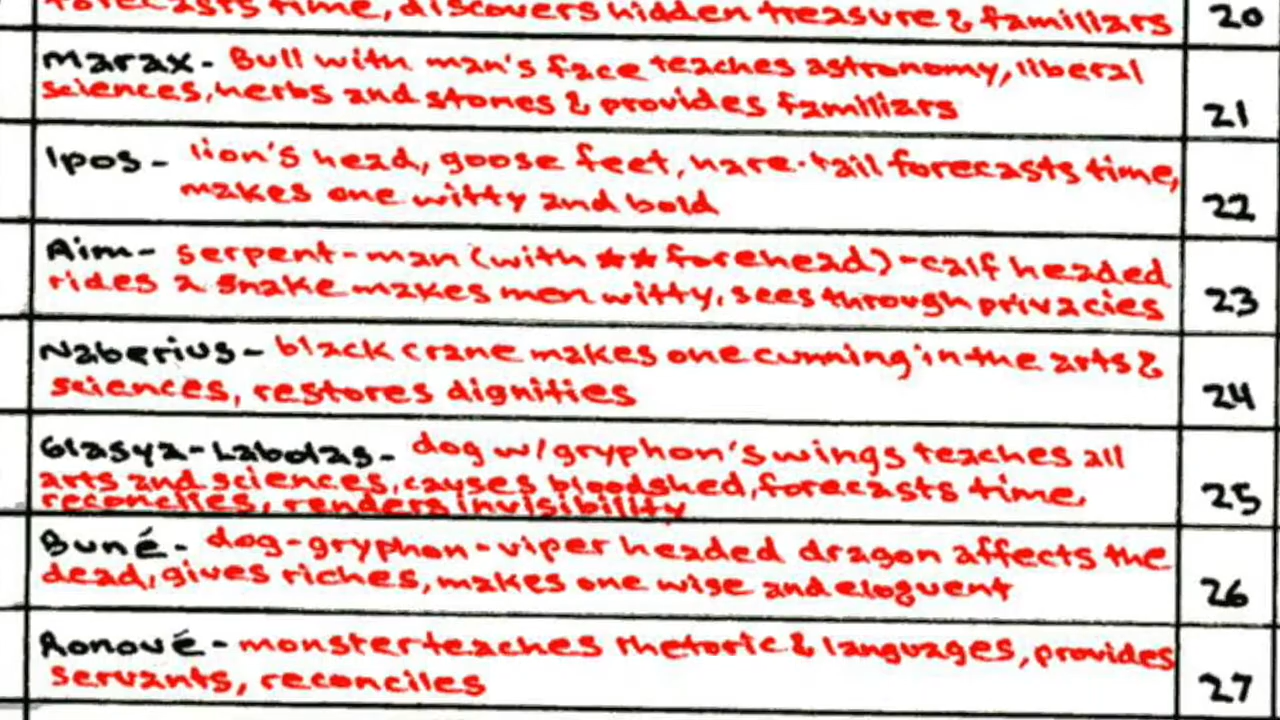 forecasts time, discovers hidden treasure & familiars 20
Marax - Bull with man's face teaches astronomy, liberal
sciences, herbs and stones & provides familiars 21
Ipos - lion's head, goose feet, hare-tail forecasts time,
makes one witty and bold 22
Aim - serpent-man (with ★★ forehead) -calf headed
rides a snake makes men witty, sees through privacies 23
Naberius - black crane makes one cunning in the arts &
sciences, restores dignities 24
Glasya-Labolas - dog w/gryphon's wings teaches all
arts and sciences, causes bloodshed, forecasts time,
reconciles, renders invisibility 25
Buné - dog-gryphon-viper headed dragon affects the
dead, gives riches, makes one wise and eloquent 26
Ronové - monster teaches rhetoric & languages, provides
servants, reconciles 27